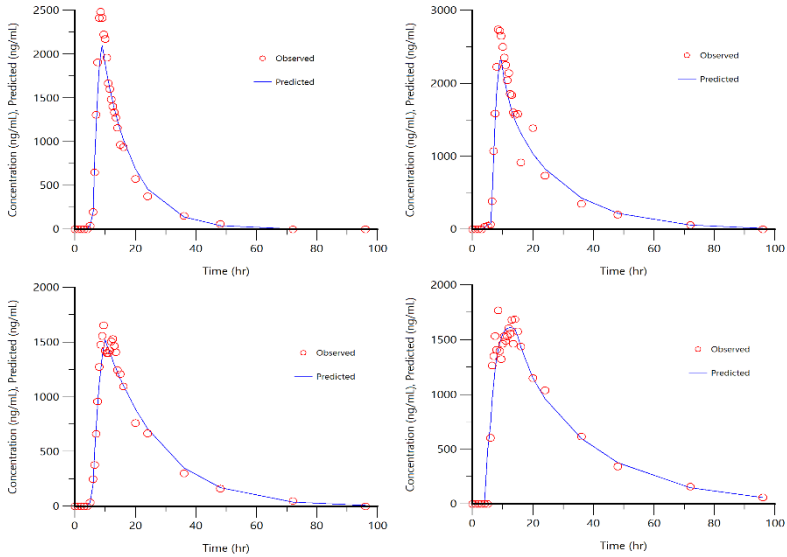 Concentration (ng/mL), Predicted (ng/mL)
2500
2000
1500
1000
500
0
Observed
Predicted
0 20 40 60 80 100
Time (hr)
Concentration (ng/mL), Predicted (ng/mL)
3000
2000
1000
0
Observed
Predicted
0 20 40 60 80 100
Time (hr)
Concentration (ng/mL), Predicted (ng/mL)
2000
1500
1000
500
0
Observed
Predicted
0 20 40 60 80 100
Time (hr)
Concentration (ng/mL), Predicted (ng/mL)
2000
1500
1000
500
0
Observed
Predicted
0 20 40 60 80 100
Time (hr)